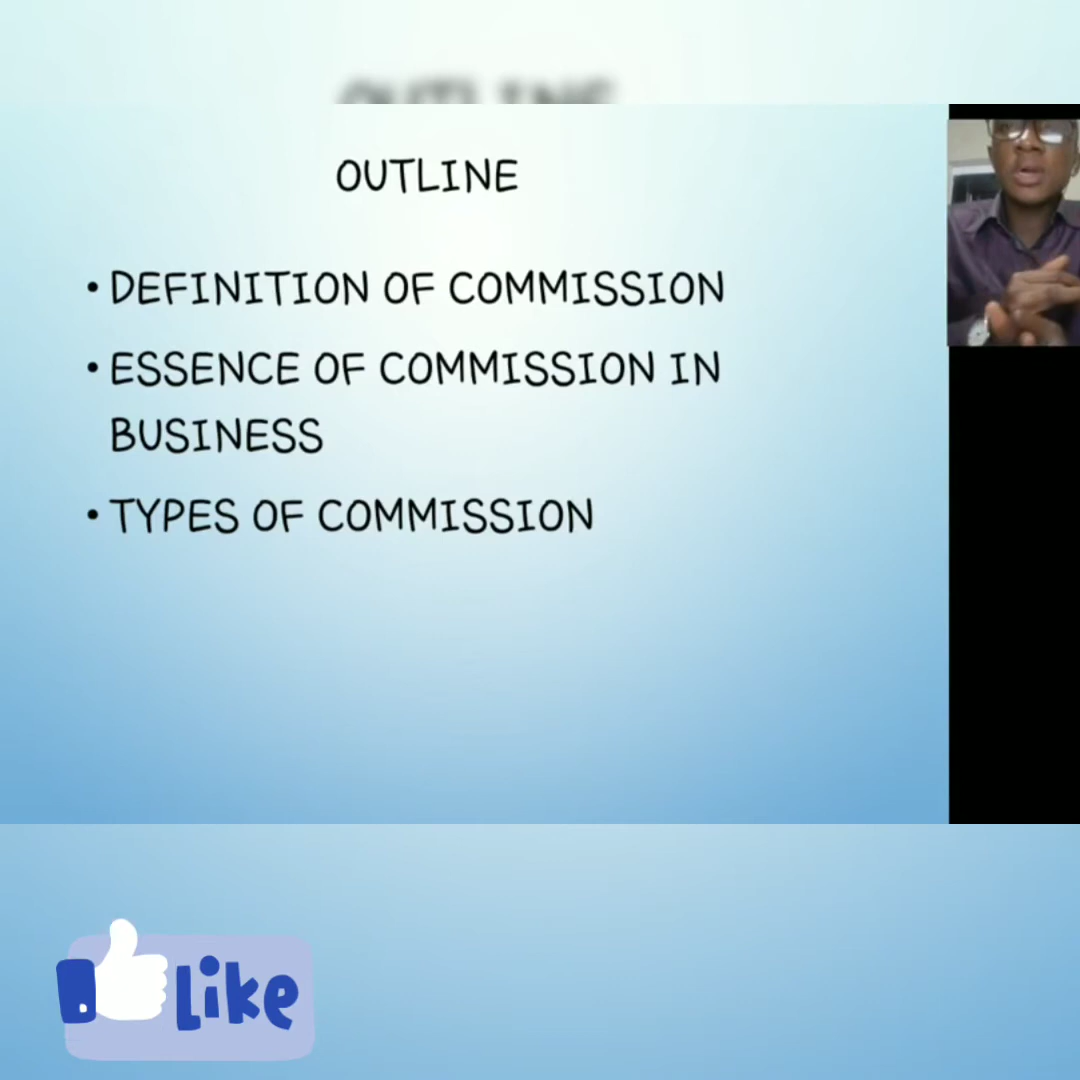 OUTLINE
• DEFINITION OF COMMISSION
• ESSENCE OF COMMISSION IN
BUSINESS
• TYPES OF COMMISSION
like